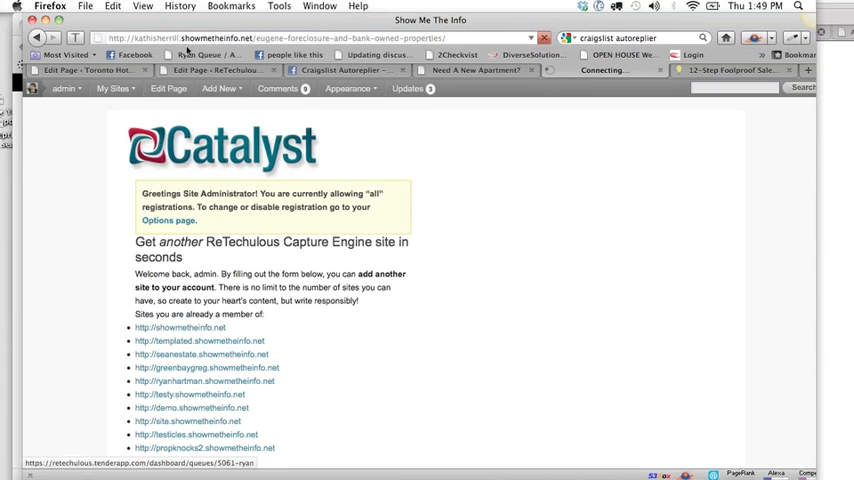 Firefox File Edit View History Bookmarks Tools Window Help Thu 1:49 PM
Show Me The Info
http://kathisherrill.showmetheinfo.net/eugene-foreclosure-and-bank-owned-properties/ craigslist autoreplier
Most Visited Facebook Ryan Queue / A... people like this Updating discus... 2Checkvist DiverseSolution... OPEN HOUSE WE... Login
Edit Page ‹ Toronto Hot... Edit Page ‹ ReTechulou... Craigslist Autoreplier – ... Need A New Apartment? Connecting... 12-Step Foolproof Sale...
admin My Sites Edit Page Add New Comments 0 Appearance Updates 3 Search
Catalyst
Greetings Site Administrator! You are currently allowing “all”
registrations. To change or disable registration go to your
Options page.
Get another ReTechulous Capture Engine site in
seconds
Welcome back, admin. By filling out the form below, you can add another
site to your account. There is no limit to the number of sites you can
have, so create to your heart's content, but write responsibly!
Sites you are already a member of:
http://showmetheinfo.net
http://templated.showmetheinfo.net
http://seanestate.showmetheinfo.net
http://greenbaygreg.showmetheinfo.net
http://ryanhartman.showmetheinfo.net
http://testy.showmetheinfo.net
http://demo.showmetheinfo.net
http://site.showmetheinfo.net
http://testicles.showmetheinfo.net
http://propknocks2.showmetheinfo.net
https://retechulous.tenderapp.com/dashboard/queues/5061-ryan
S3Fox PageRank Alexa Compe